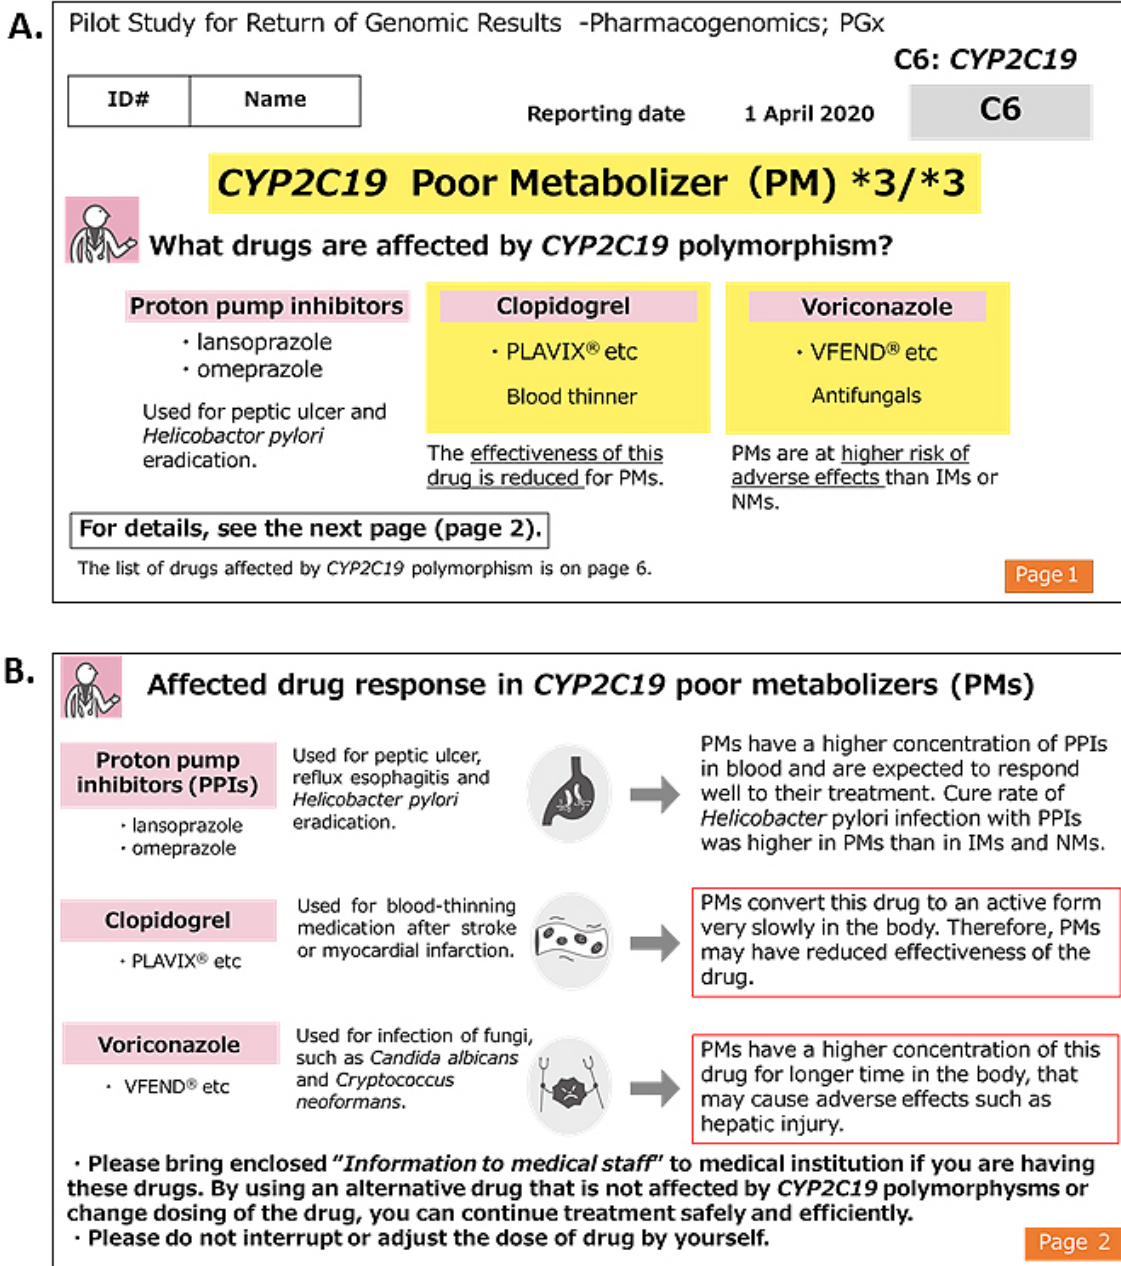 A.
Pilot Study for Return of Genomic Results -Pharmacogenomics; PGx
C6: CYP2C19
ID#
Name
Reporting date
1 April 2020
C6
CYP2C19 Poor Metabolizer (PM) *3/*3
What drugs are affected by CYP2C19 polymorphism?
Proton pump inhibitors
・lansoprazole
・omeprazole
Used for peptic ulcer and
Helicobactor pylori
eradication.
Clopidogrel
・PLAVIX® etc
Blood thinner
The effectiveness of this
drug is reduced for PMs.
Voriconazole
・VFEND® etc
Antifungals
PMs are at higher risk of
adverse effects than IMs or
NMs.
For details, see the next page (page 2).
The list of drugs affected by CYP2C19 polymorphism is on page 6.
Page 1
B.
Affected drug response in CYP2C19 poor metabolizers (PMs)
Proton pump
inhibitors (PPIs)
・lansoprazole
・omeprazole
Used for peptic ulcer,
reflux esophagitis and
Helicobacter pylori
eradication.
PMs have a higher concentration of PPIs
in blood and are expected to respond
well to their treatment. Cure rate of
Helicobacter pylori infection with PPIs
was higher in PMs than in IMs and NMs.
Clopidogrel
・PLAVIX® etc
Used for blood-thinning
medication after stroke
or myocardial infarction.
PMs convert this drug to an active form
very slowly in the body. Therefore, PMs
may have reduced effectiveness of the
drug.
Voriconazole
・VFEND® etc
Used for infection of fungi,
such as Candida albicans
and Cryptococcus
neoformans.
PMs have a higher concentration of this
drug for longer time in the body, that
may cause adverse effects such as
hepatic injury.
・Please bring enclosed “Information to medical staff” to medical institution if you are having
these drugs. By using an alternative drug that is not affected by CYP2C19 polymorphysms or
change dosing of the drug, you can continue treatment safely and efficiently.
・Please do not interrupt or adjust the dose of drug by yourself.
Page 2